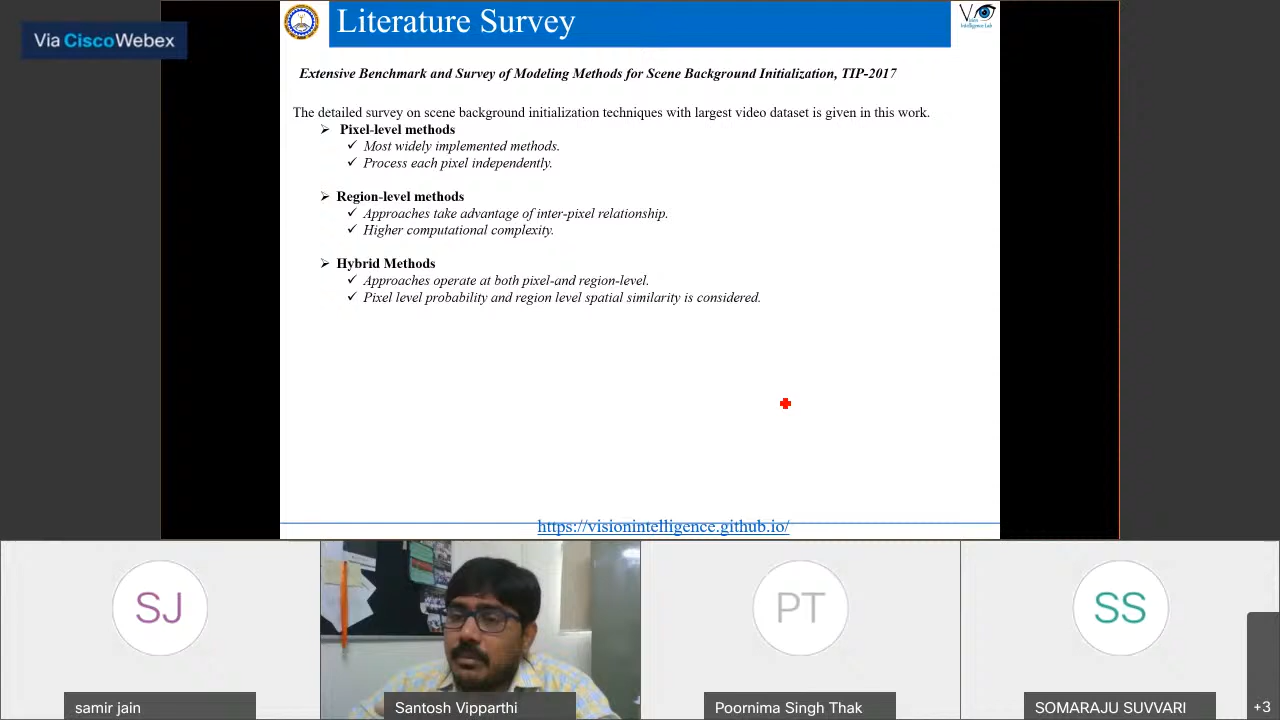 Via CiscoWebex
Literature Survey
Vision
Intelligence Lab
Extensive Benchmark and Survey of Modeling Methods for Scene Background Initialization, TIP-2017
The detailed survey on scene background initialization techniques with largest video dataset is given in this work.
➢ Pixel-level methods
✓ Most widely implemented methods.
✓ Process each pixel independently.
➢ Region-level methods
✓ Approaches take advantage of inter-pixel relationship.
✓ Higher computational complexity.
➢ Hybrid Methods
✓ Approaches operate at both pixel-and region-level.
✓ Pixel level probability and region level spatial similarity is considered.
https://visionintelligence.github.io/
SJ
PT
SS
samir jain
Santosh Vipparthi
Poornima Singh Thak
SOMARAJU SUVVARI
+3